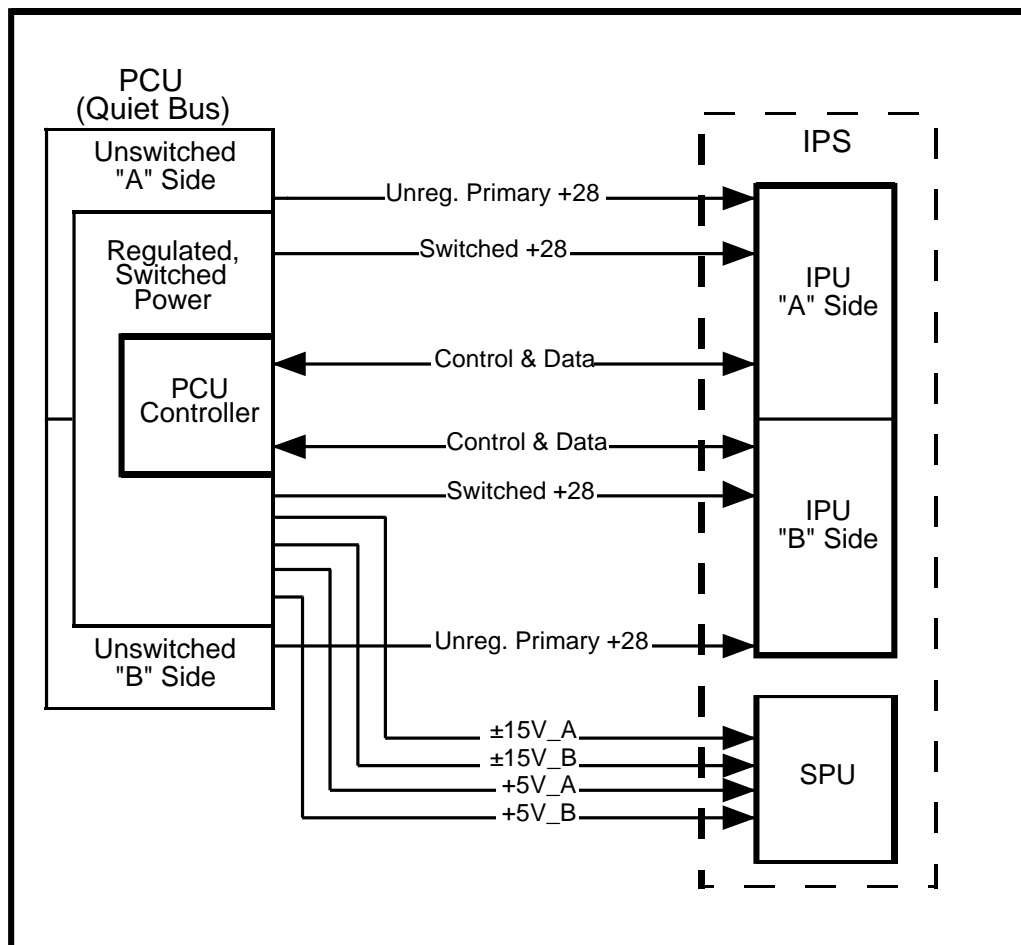 PCU
(Quiet Bus)
Unswitched
"A" Side
Regulated,
Switched
Power
PCU
Controller
Unswitched
"B" Side
Unreg. Primary +28
Switched +28
Control & Data
Control & Data
Switched +28
Unreg. Primary +28
±15V_A
±15V_B
+5V_A
+5V_B
IPS
IPU
"A" Side
IPU
"B" Side
SPU